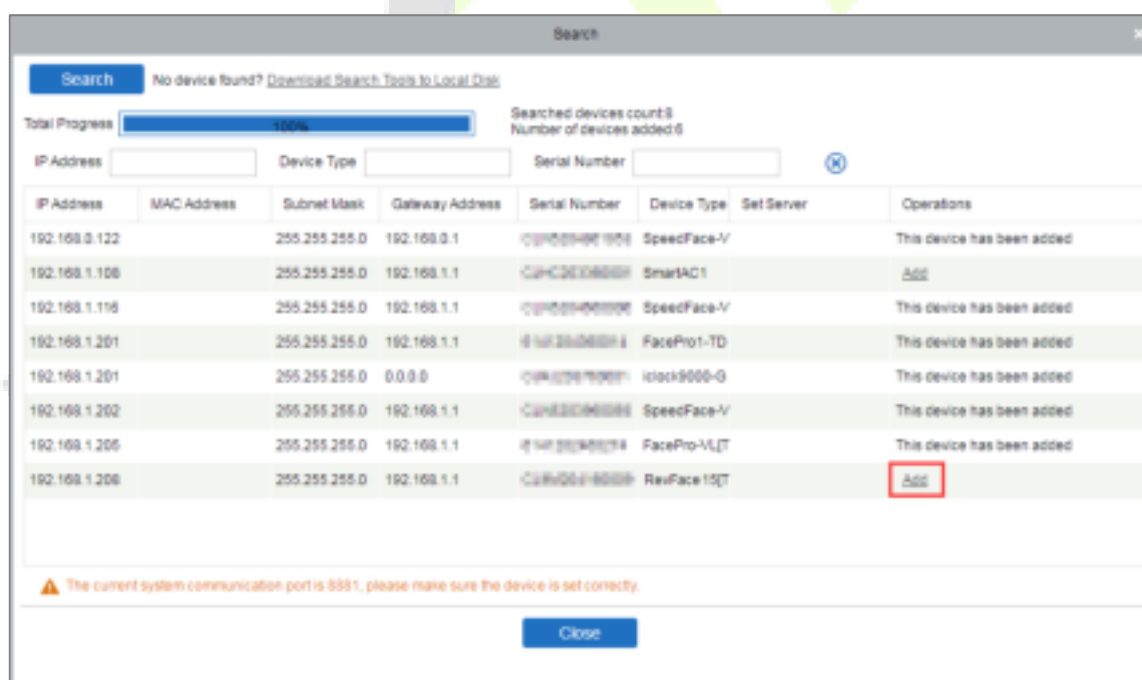 Search
Search No device found? Download Search Tools to Local Disk
Total Progress 100% Searched devices count:8
Number of devices added:6
IP Address Device Type Serial Number
IP Address MAC Address Subnet Mask Gateway Address Serial Number Device Type Set Server Operations
192.168.0.122 255.255.255.0 192.168.0.1 SpeedFace-V This device has been added
192.168.1.108 255.255.255.0 192.168.1.1 SmartAC1 Add
192.168.1.116 255.255.255.0 192.168.1.1 SpeedFace-V This device has been added
192.168.1.201 255.255.255.0 192.168.1.1 FacePro1-TD This device has been added
192.168.1.201 255.255.255.0 0.0.0.0 iclock9000-G This device has been added
192.168.1.202 255.255.255.0 192.168.1.1 SpeedFace-V This device has been added
192.168.1.205 255.255.255.0 192.168.1.1 FacePro-VL[T This device has been added
192.168.1.208 255.255.255.0 192.168.1.1 RevFace15[T Add
The current system communication port is 8881, please make sure the device is set correctly.
Close